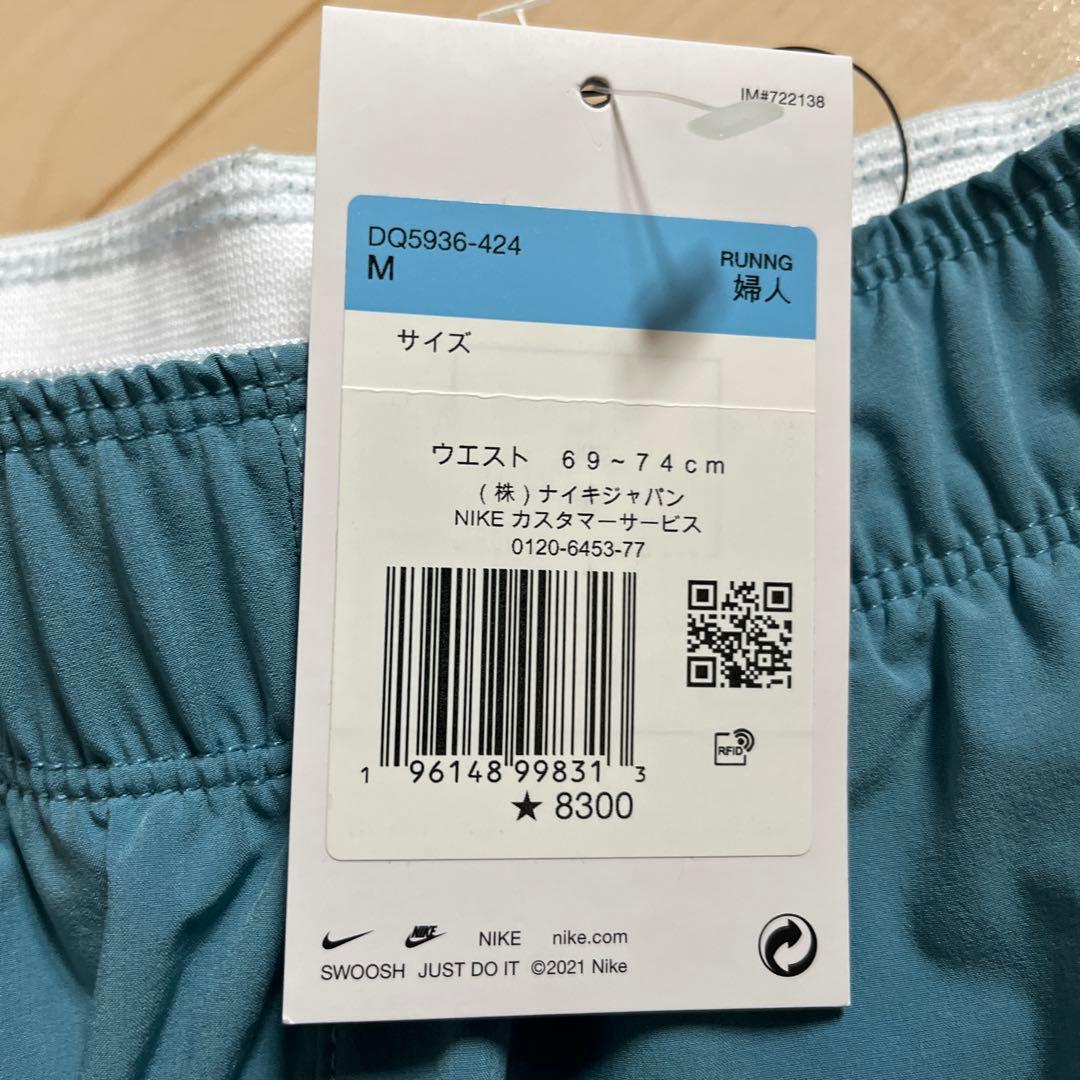 IM#722138
DQ5936-424
M
RUNNG
婦人
サイズ
ウエスト 69~74cm
(株)ナイキジャパン
NIKE カスタマーサービス
0120-6453-77
1 96148 99831 3
★ 8300
RFID
NIKE NIKE nike.com
SWOOSH JUST DO IT ©2021 Nike